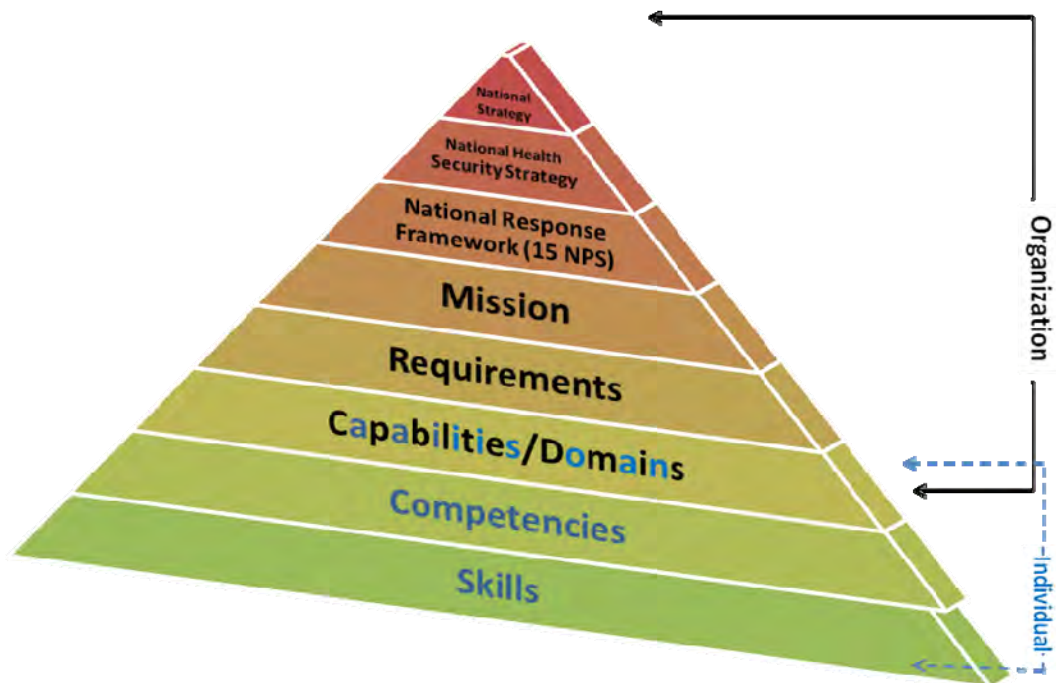 National
Strategy
National Health
Security Strategy
National Response
Framework (15 NPS)
Mission
Requirements
Capabilities/Domains
Competencies
Skills
Organization
Individual